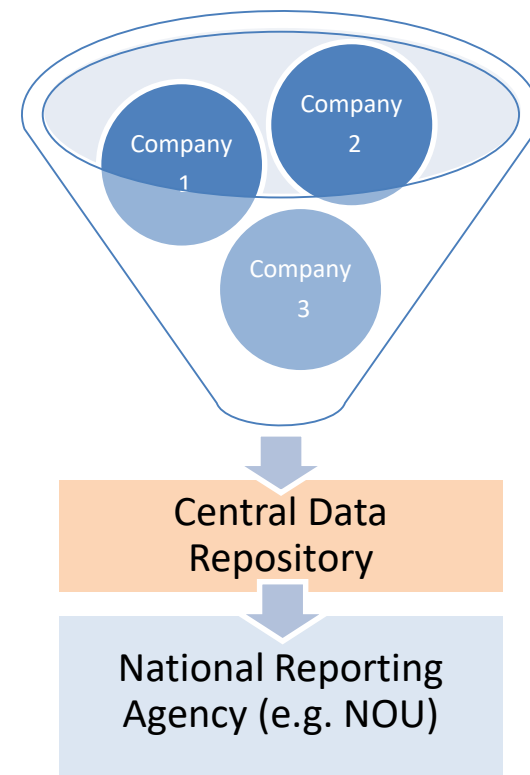 Company
2
Company
1
Company
3
Central Data
Repository
National Reporting
Agency (e.g. NOU)